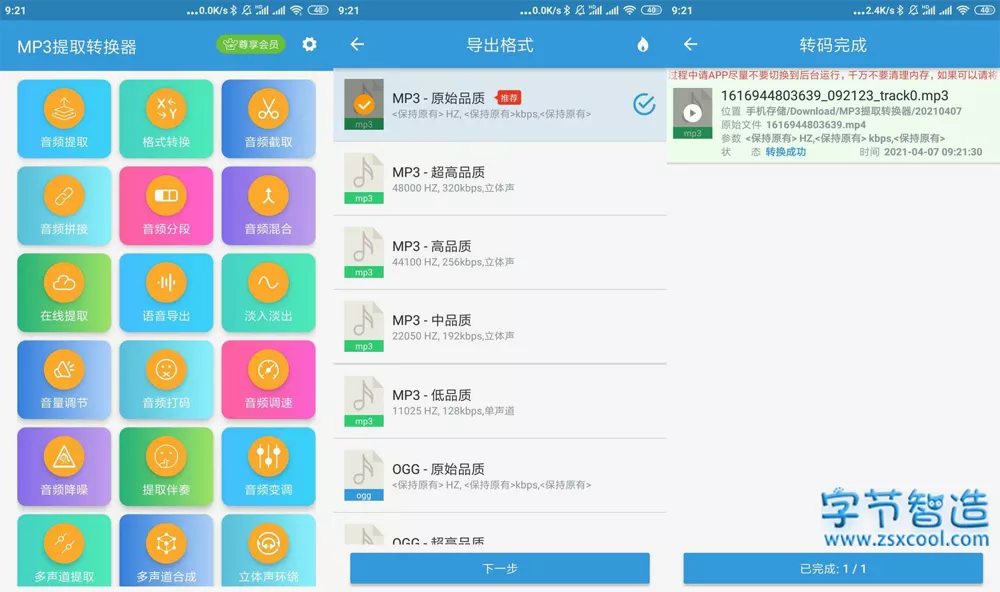 9:21
...0.0K/s
40
MP3提取转换器
尊享会员
音频提取
格式转换
音频截取
音频拼接
音频分段
音频混合
在线提取
语音导出
淡入淡出
音量调节
音频打码
音频调速
音频降噪
提取伴奏
音频变调
多声道提取
多声道合成
立体声环绕
9:21
...0.0K/s
40
导出格式
MP3 - 原始品质
推荐
<保持原有> HZ, <保持原有>kbps,<保持原有>
mp3
MP3 - 超高品质
48000 HZ, 320kbps,立体声
mp3
MP3 - 高品质
44100 HZ, 256kbps,立体声
mp3
MP3 - 中品质
22050 HZ, 192kbps,立体声
mp3
MP3 - 低品质
11025 HZ, 128kbps,单声道
mp3
OGG - 原始品质
<保持原有> HZ, <保持原有>kbps,<保持原有>
ogg
OGG - 超高品质
下一步
9:21
...2.4K/s
40
转码完成
过程中请APP尽量不要切换到后台运行，千万不要清理内存，如果可以请将
1616944803639_092123_track0.mp3
位置 手机存储/Download/MP3提取转换器/20210407
原始文件 1616944803639.mp4
mp3
参数 <保持原有> HZ,<保持原有> kbps,<保持原有>
状 态 转换成功 时间 2021-04-07 09:21:30
字节智造
www.zsxcool.com
已完成: 1 / 1